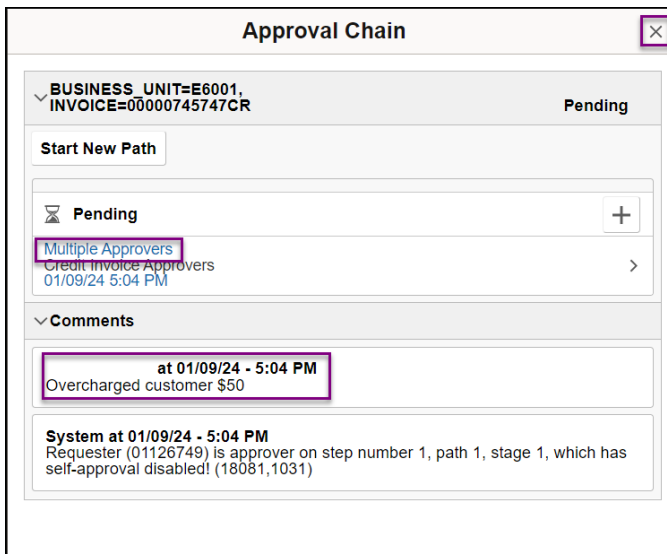 Approval Chain
BUSINESS_UNIT=E6001,
INVOICE=00000745747CR
Pending
Start New Path
Pending
Multiple Approvers
Credit Invoice Approvers
01/09/24 5:04 PM
Comments
at 01/09/24 - 5:04 PM
Overcharged customer $50
System at 01/09/24 - 5:04 PM
Requester (01126749) is approver on step number 1, path 1, stage 1, which has
self-approval disabled! (18081,1031)